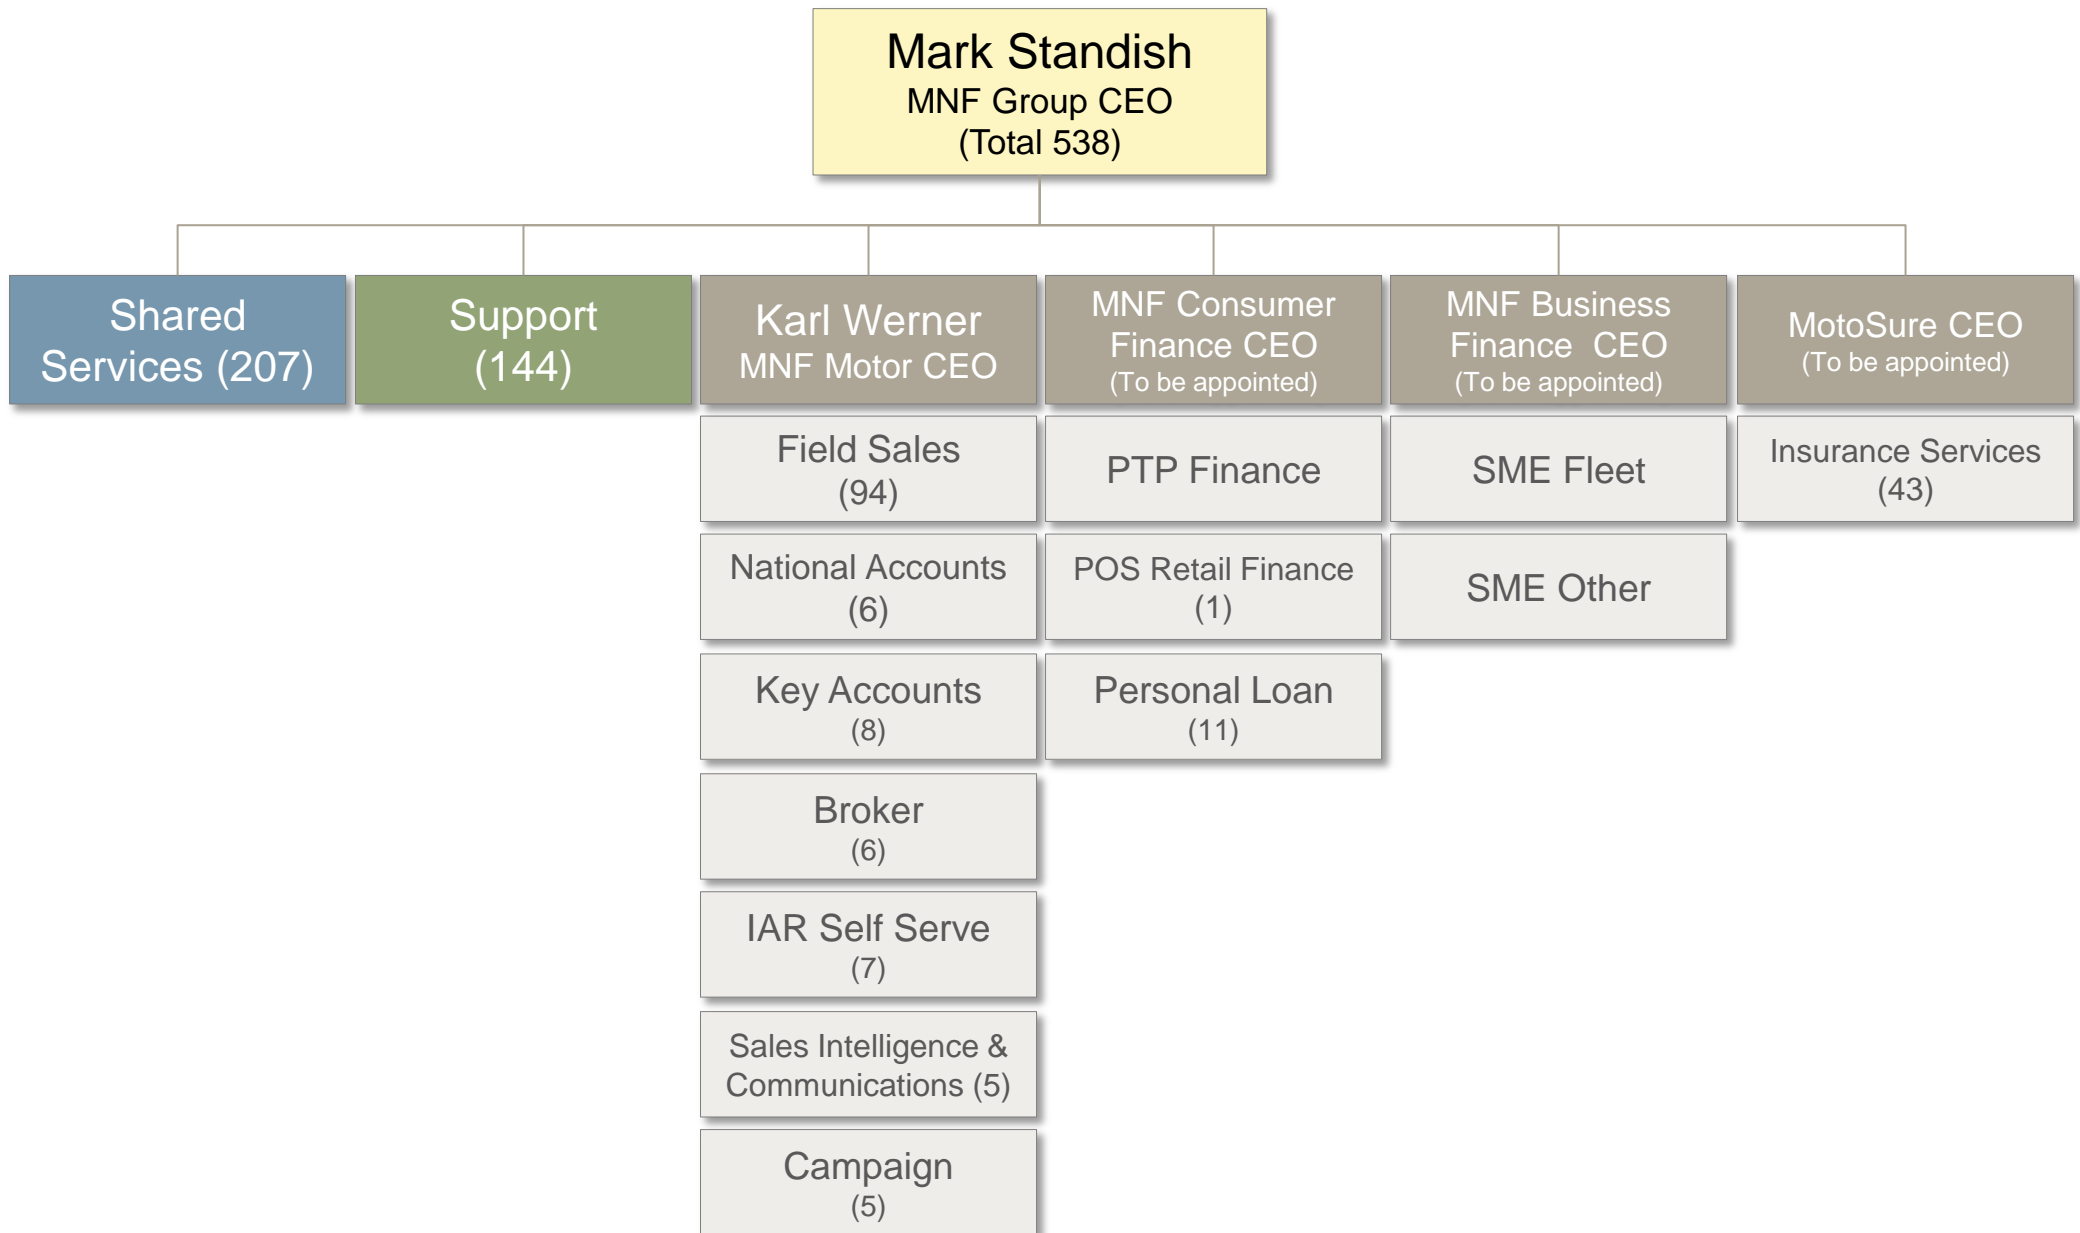 Mark Standish
MNF Group CEO
(Total 538)
Shared
Services (207)
Support
(144)
Karl Werner
MNF Motor CEO
MNF Consumer
Finance CEO
(To be appointed)
MNF Business
Finance  CEO
(To be appointed)
MotoSure CEO
(To be appointed)
Field Sales
(94)
National Accounts
(6)
Key Accounts
(8)
Broker
(6)
IAR Self Serve
(7)
Sales Intelligence &
Communications (5)
Campaign
(5)
PTP Finance
POS Retail Finance
(1)
Personal Loan
(11)
SME Fleet
SME Other
Insurance Services
(43)